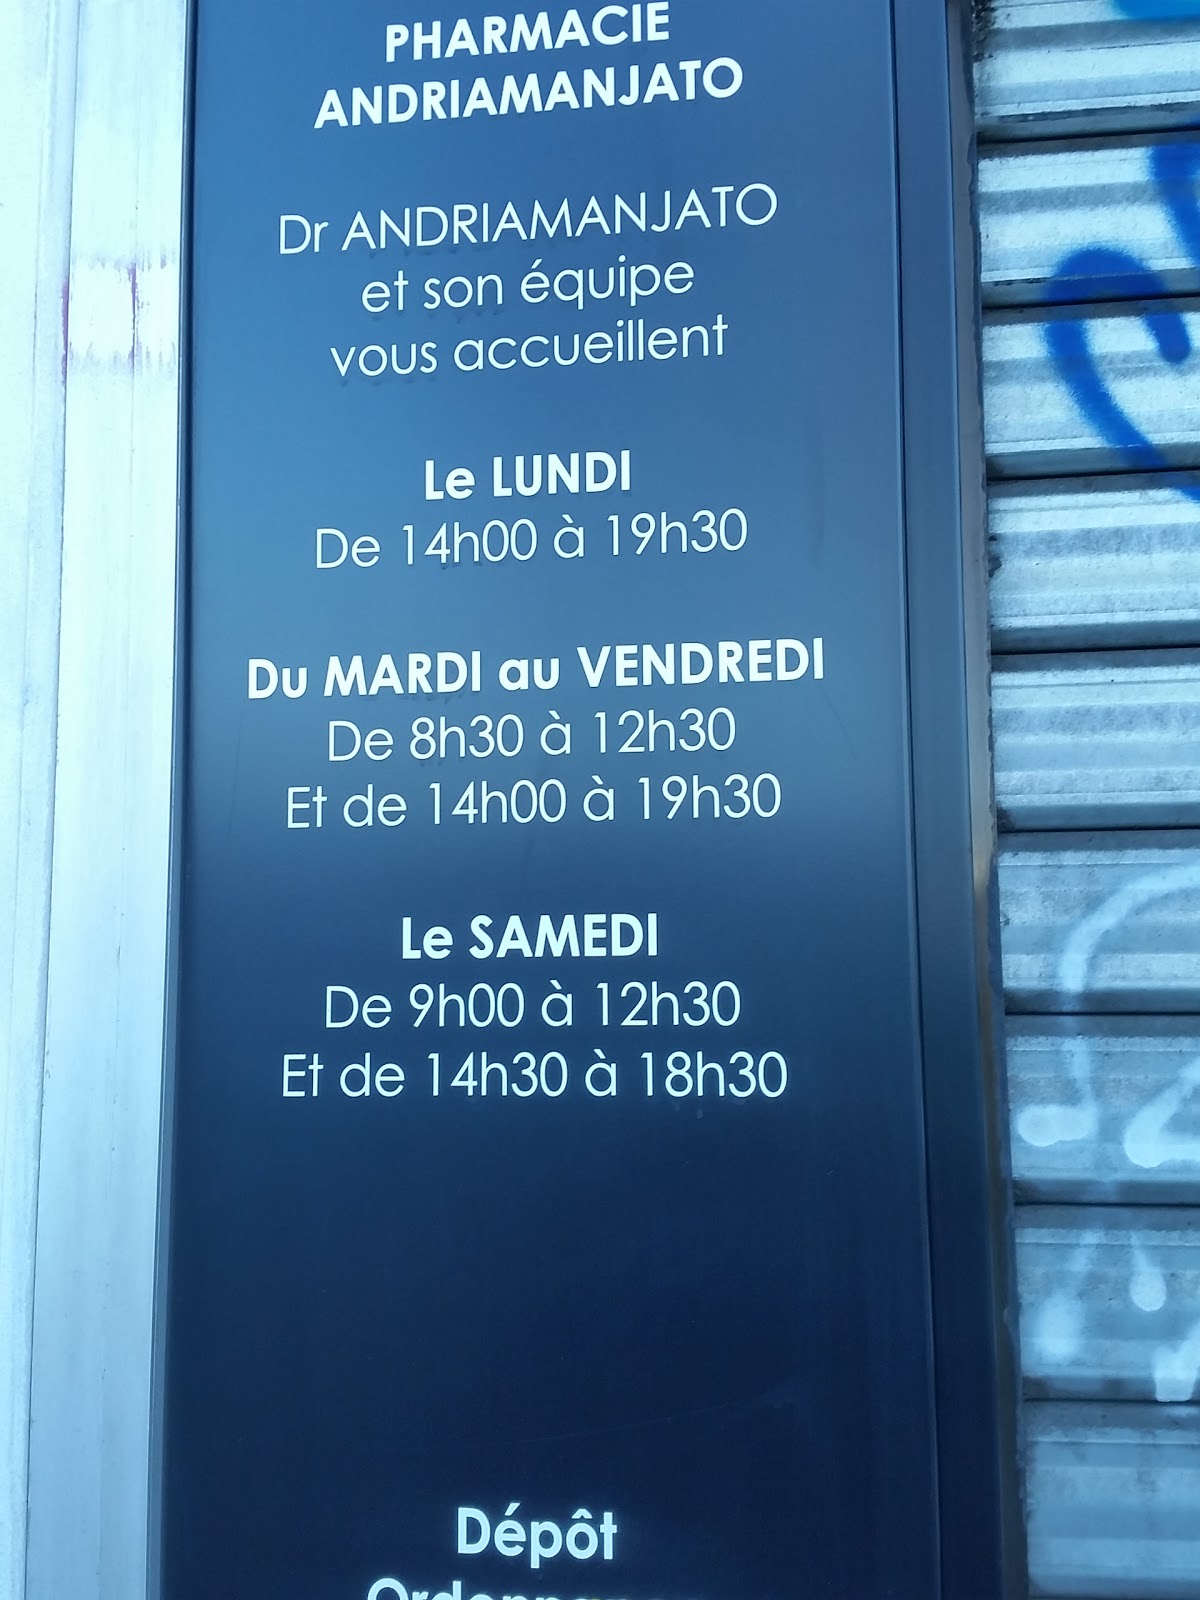 PHARMACIE
ANDRIAMANJATO
Dr ANDRIAMANJATO
et son équipe
vous accueillent
Le LUNDI
De 14h00 à 19h30
Du MARDI au VENDREDI
De 8h30 à 12h30
Et de 14h00 à 19h30
Le SAMEDI
De 9h00 à 12h30
Et de 14h30 à 18h30
Dépôt